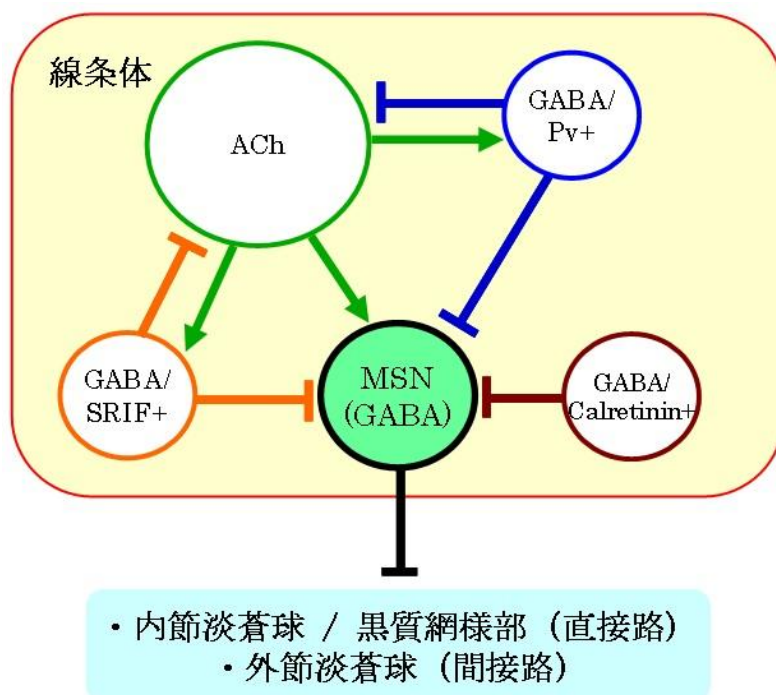 線条体
ACh
GABA/
Pv+
GABA/
SRIF+
MSN
(GABA)
GABA/
Calretinin+
・内節淡蒼球 / 黒質網様部 (直接路)
・外節淡蒼球 (間接路)